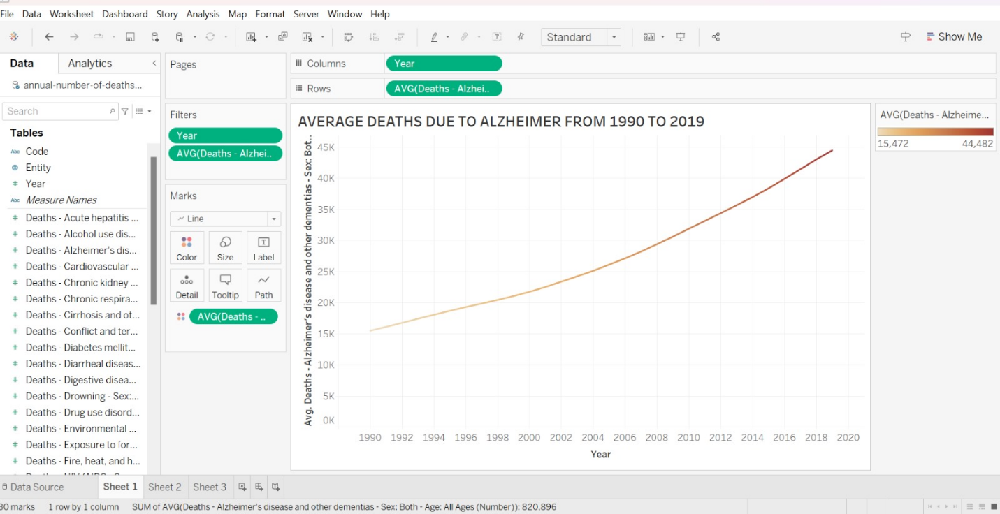 File Data Worksheet Dashboard Story Analysis Map Format Server Window Help
Standard
Show Me
Data Analytics
annual-number-of-deaths...
Search
Tables
Abc Code
Entity
# Year
Abc Measure Names
# Deaths - Acute hepatitis ...
# Deaths - Alcohol use dis...
# Deaths - Alzheimer's dis...
# Deaths - Cardiovascular ...
# Deaths - Chronic kidney ...
# Deaths - Chronic respira...
# Deaths - Cirrhosis and ot...
# Deaths - Conflict and ter...
# Deaths - Diabetes mellit...
# Deaths - Diarrheal diseas...
# Deaths - Digestive disea...
# Deaths - Drowning - Sex:...
# Deaths - Drug use disord...
# Deaths - Environmental ...
# Deaths - Exposure to for...
# Deaths - Fire, heat, and h...
Pages
Filters
Year
AVG(Deaths - Alzhei..
Marks
Line
Color Size Label
Detail Tooltip Path
AVG(Deaths - ..
Columns Year
Rows AVG(Deaths - Alzhei..
AVERAGE DEATHS DUE TO ALZHEIMER FROM 1990 TO 2019
Avg. Deaths - Alzheimer's disease and other dementias - Sex: Bot..
45K
40K
35K
30K
25K
20K
15K
10K
5K
0K
1990 1992 1994 1996 1998 2000 2002 2004 2006 2008 2010 2012 2014 2016 2018 2020
Year
AVG(Deaths - Alzheime...
15,472 44,482
Data Source Sheet 1 Sheet 2 Sheet 3
30 marks 1 row by 1 column SUM of AVG(Deaths - Alzheimer's disease and other dementias - Sex: Both - Age: All Ages (Number)): 820,896